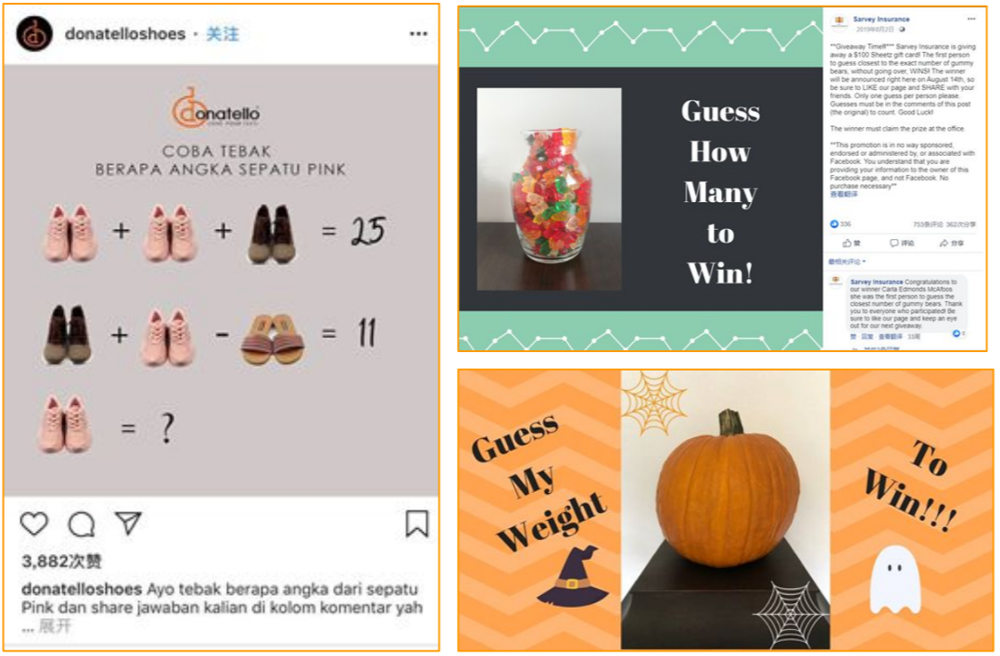 donatelloshoes · 关注
donatello
COBA TEBAK
BERAPA ANGKA SEPATU PINK
+ + = 25
+ - = 11
= ?
3,882次赞
donatelloshoes Ayo tebak berapa angka dari sepatu
Pink dan share jawaban kalian di kolom komentar yah
... 展开
Guess
How
Many
to
Win!
Sarvey Insurance
2019年8月2日
**Giveaway Time!!*** Sarvey Insurance is giving
away a $100 Sheetz gift card! The first person
to guess closest to the exact number of gummy
bears, without going over, WINS! The winner
will be announced right here on August 14th, so
be sure to LIKE our page and SHARE with your
friends. Only one guess per person please.
Guesses must be in the comments of this post
(the original) to count. Good Luck!
The winner must claim the prize at the office.
**This promotion is in no way sponsored,
endorsed or administered by, or associated with
Facebook. You understand that you are
providing your information to the owner of this
Facebook page, and not Facebook. No
purchase necessary**
查看翻译
336
753条评论 362次分享
赞 评论 分享
最相关评论
Sarvey Insurance Congratulations to
our winner Carla Edmonds McAfoos
she was the first person to guess the
closest number of gummy bears. Thank
you to everyone who participated! Be
sure to like our page and keep an eye
out for our next giveaway.
赞 回复 查看翻译 33周
Guess
My
Weight
To
Win!!!